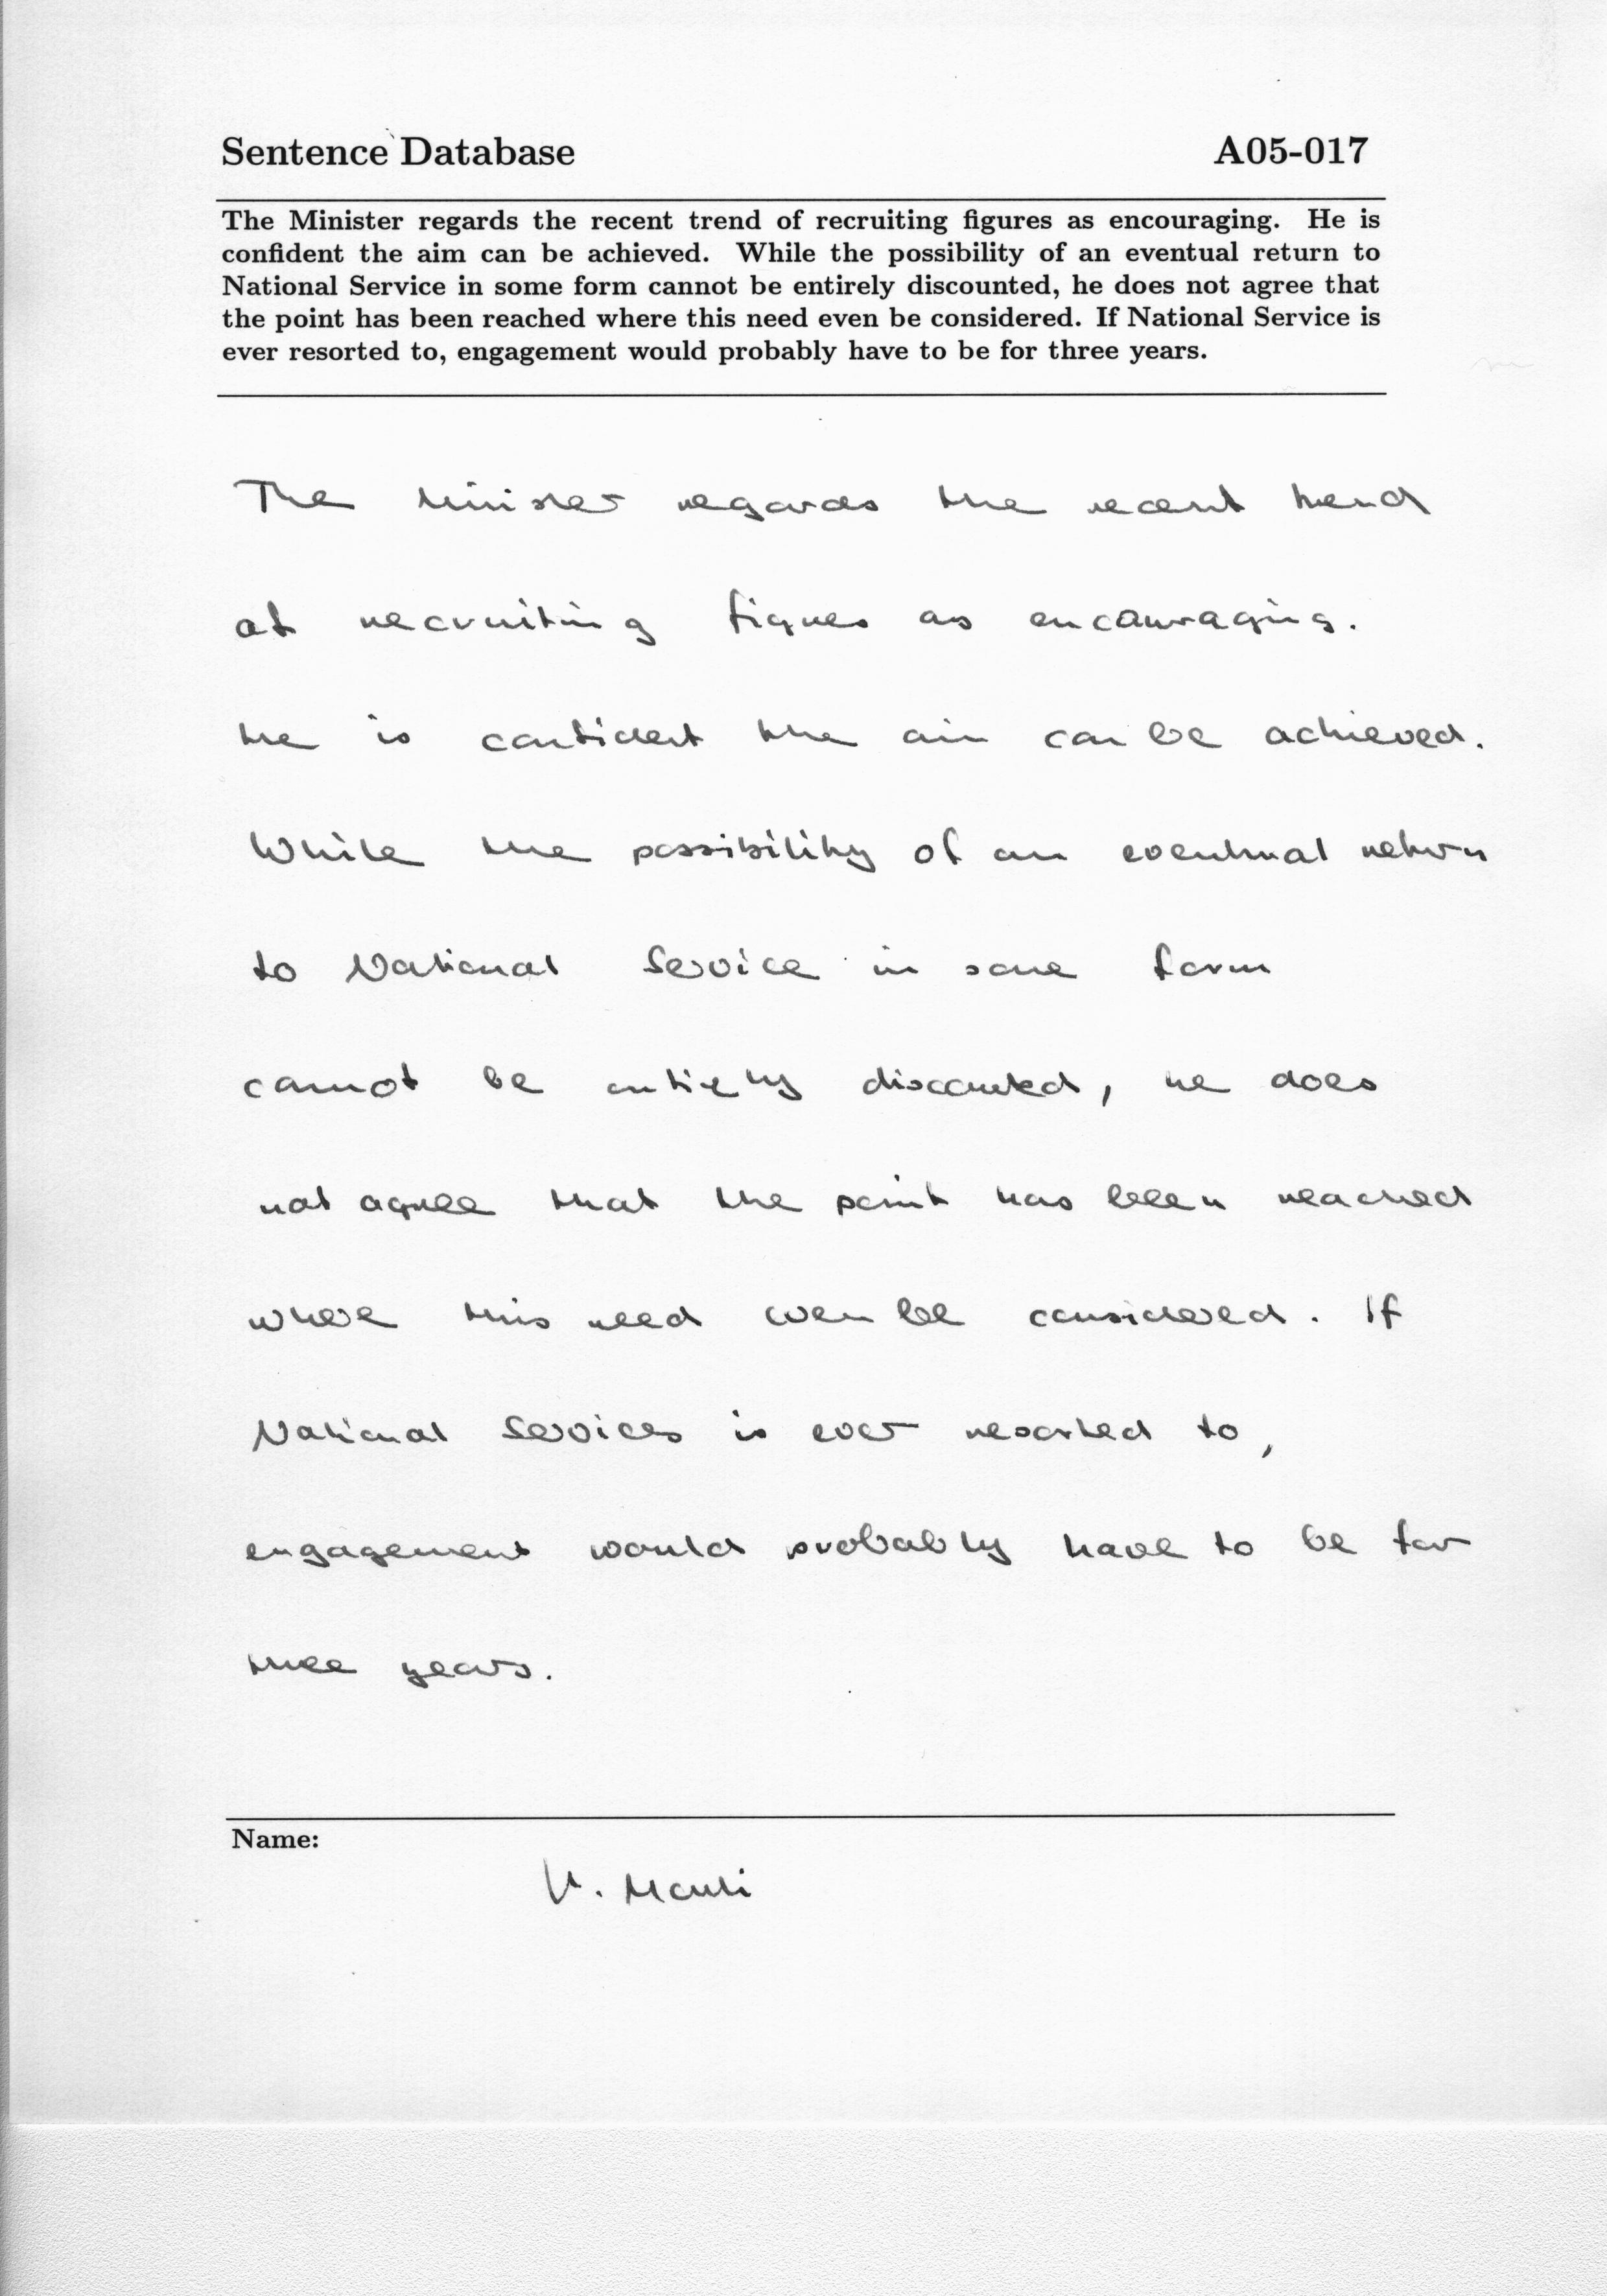 Sentence Database A05-017
The Minister regards the recent trend of recruiting figures as encouraging. He is
confident the aim can be achieved. While the possibility of an eventual return to
National Service in some form cannot be entirely discounted, he does not agree that
the point has been reached where this need even be considered. If National Service is
ever resorted to, engagement would probably have to be for three years.
The Minister regards the recent trend
of recruiting figures as encouraging.
He is confident the aim can be achieved.
While the possibility of an eventual return
to National Service in some form
cannot be entirely discounted, he does
not agree that the point has been reached
where this need even be considered. If
National Services is ever resorted to,
engagement would probably have to be for
three years.
Name: